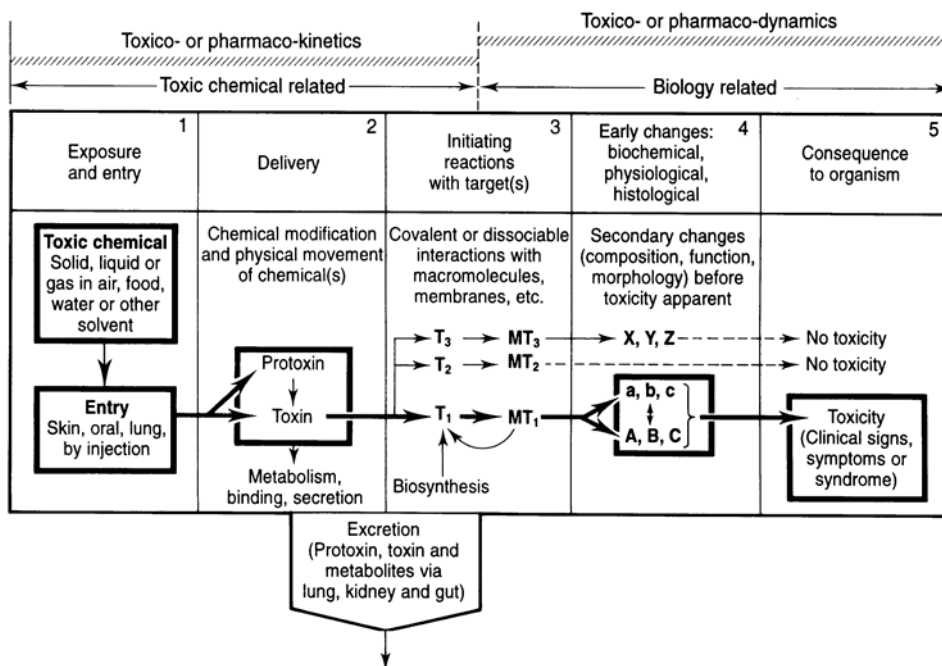 Toxico- or pharmaco-kinetics
Toxico- or pharmaco-dynamics
Toxic chemical related
Biology related
1
Exposure
and entry
2
Delivery
3
Initiating
reactions
with target(s)
4
Early changes:
biochemical,
physiological,
histological
5
Consequence
to organism
Toxic chemical
Solid, liquid or
gas in air, food,
water or other
solvent
Entry
Skin, oral, lung,
by injection
Chemical modification
and physical movement
of chemical(s)
Protoxin
Toxin
Metabolism,
binding, secretion
Covalent or dissociable
interactions with
macromolecules,
membranes, etc.
T3 MT3
T2 MT2
T1 MT1
Biosynthesis
Secondary changes
(composition, function,
morphology) before
toxicity apparent
X, Y, Z
a, b, c
A, B, C
No toxicity
No toxicity
Toxicity
(Clinical signs,
symptoms or
syndrome)
Excretion
(Protoxin, toxin and
metabolites via
lung, kidney and gut)